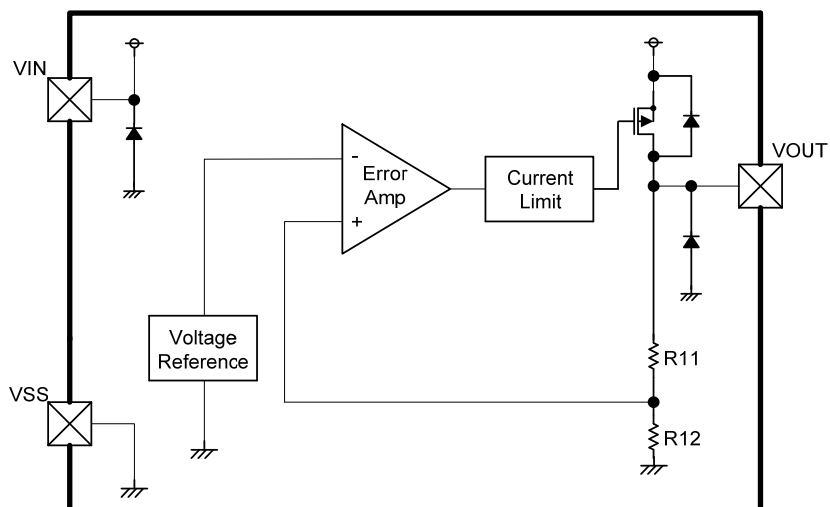 VIN
VOUT
-
Error
Amp
+
Current
Limit
Voltage
Reference
R11
VSS
R12